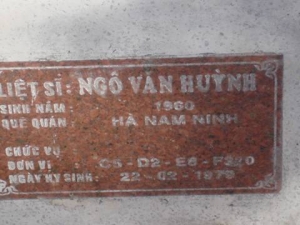 LIỆT SĨ : NGÔ VĂN HUỲNH
SINH NĂM : 1960
QUÊ QUÁN : HÀ NAM NINH
CHỨC VỤ
ĐƠN VỊ : C5 - D2 - E6 - F320
NGÀY HY SINH : 22 - 02 - 1979